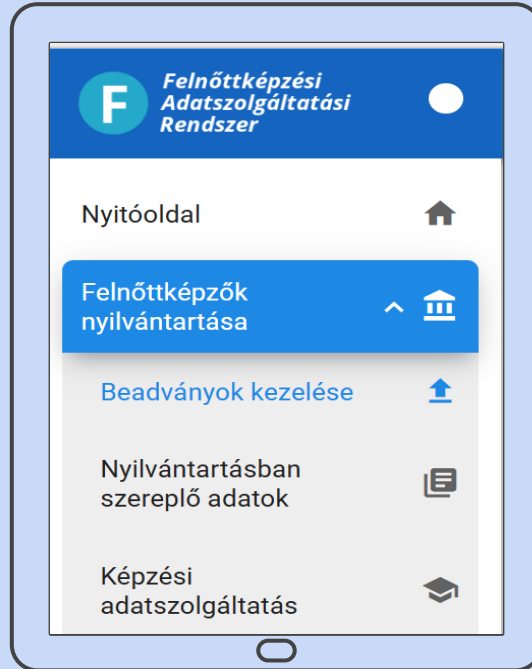 F
Felnőttképzési
Adatszolgáltatási
Rendszer
Nyitóoldal
Felnőttképzők
nyilvántartása
Beadványok kezelése
Nyilvántartásban
szereplő adatok
Képzési
adatszolgáltatás